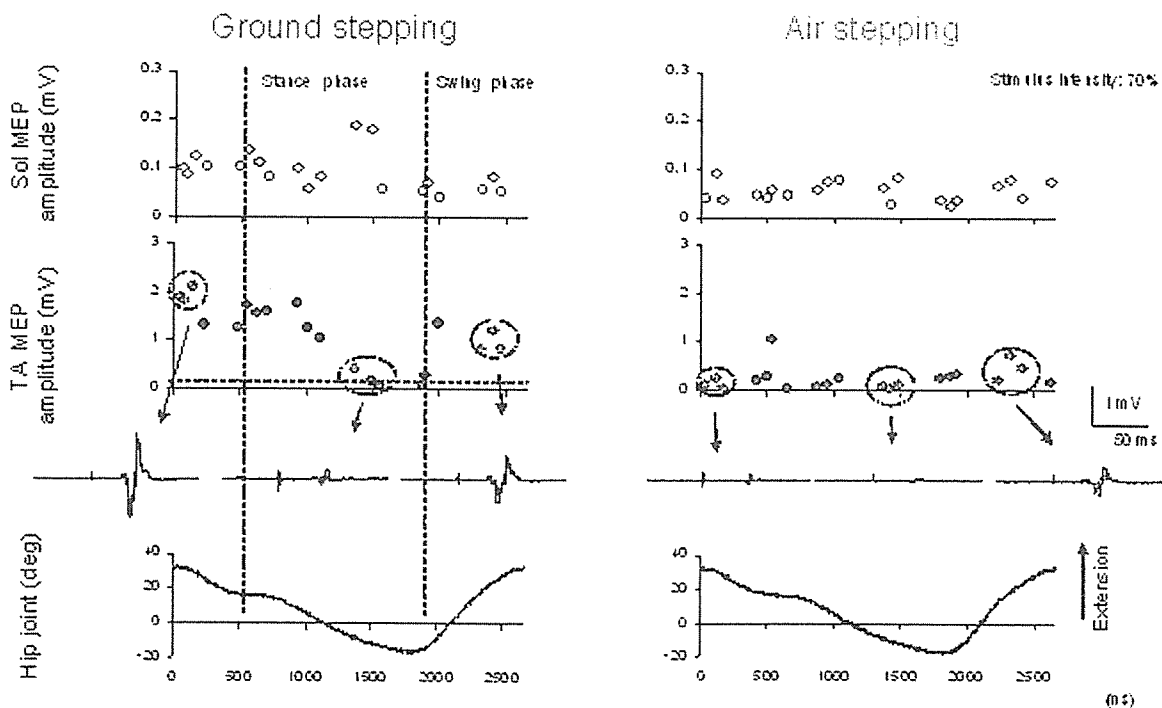 Ground stepping
Air stepping
Sol MEP
amplitude (mV)
0.3
0.2
0.1
0
Stance phase
Swing phase
0.3
0.2
0.1
0
Stimulus intensity: 70%
TA MEP
amplitude (mV)
3
2
1
0
3
2
1
0
1mV
50 ms
Hip joint (deg)
40
20
0
-20
0
500
1000
1500
2000
2500
40
20
0
-20
0
500
1000
1500
2000
2500
Extension
(ms)